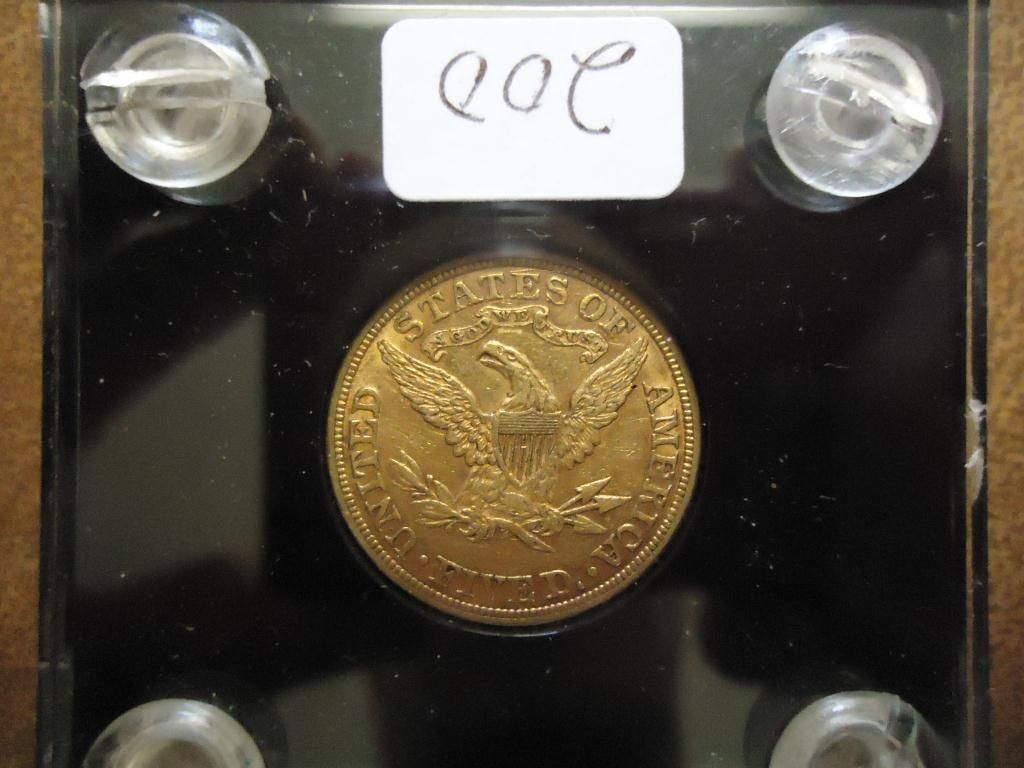 UNITED STATES OF AMERICA
IN GOD WE TRUST
· FIVE D. ·